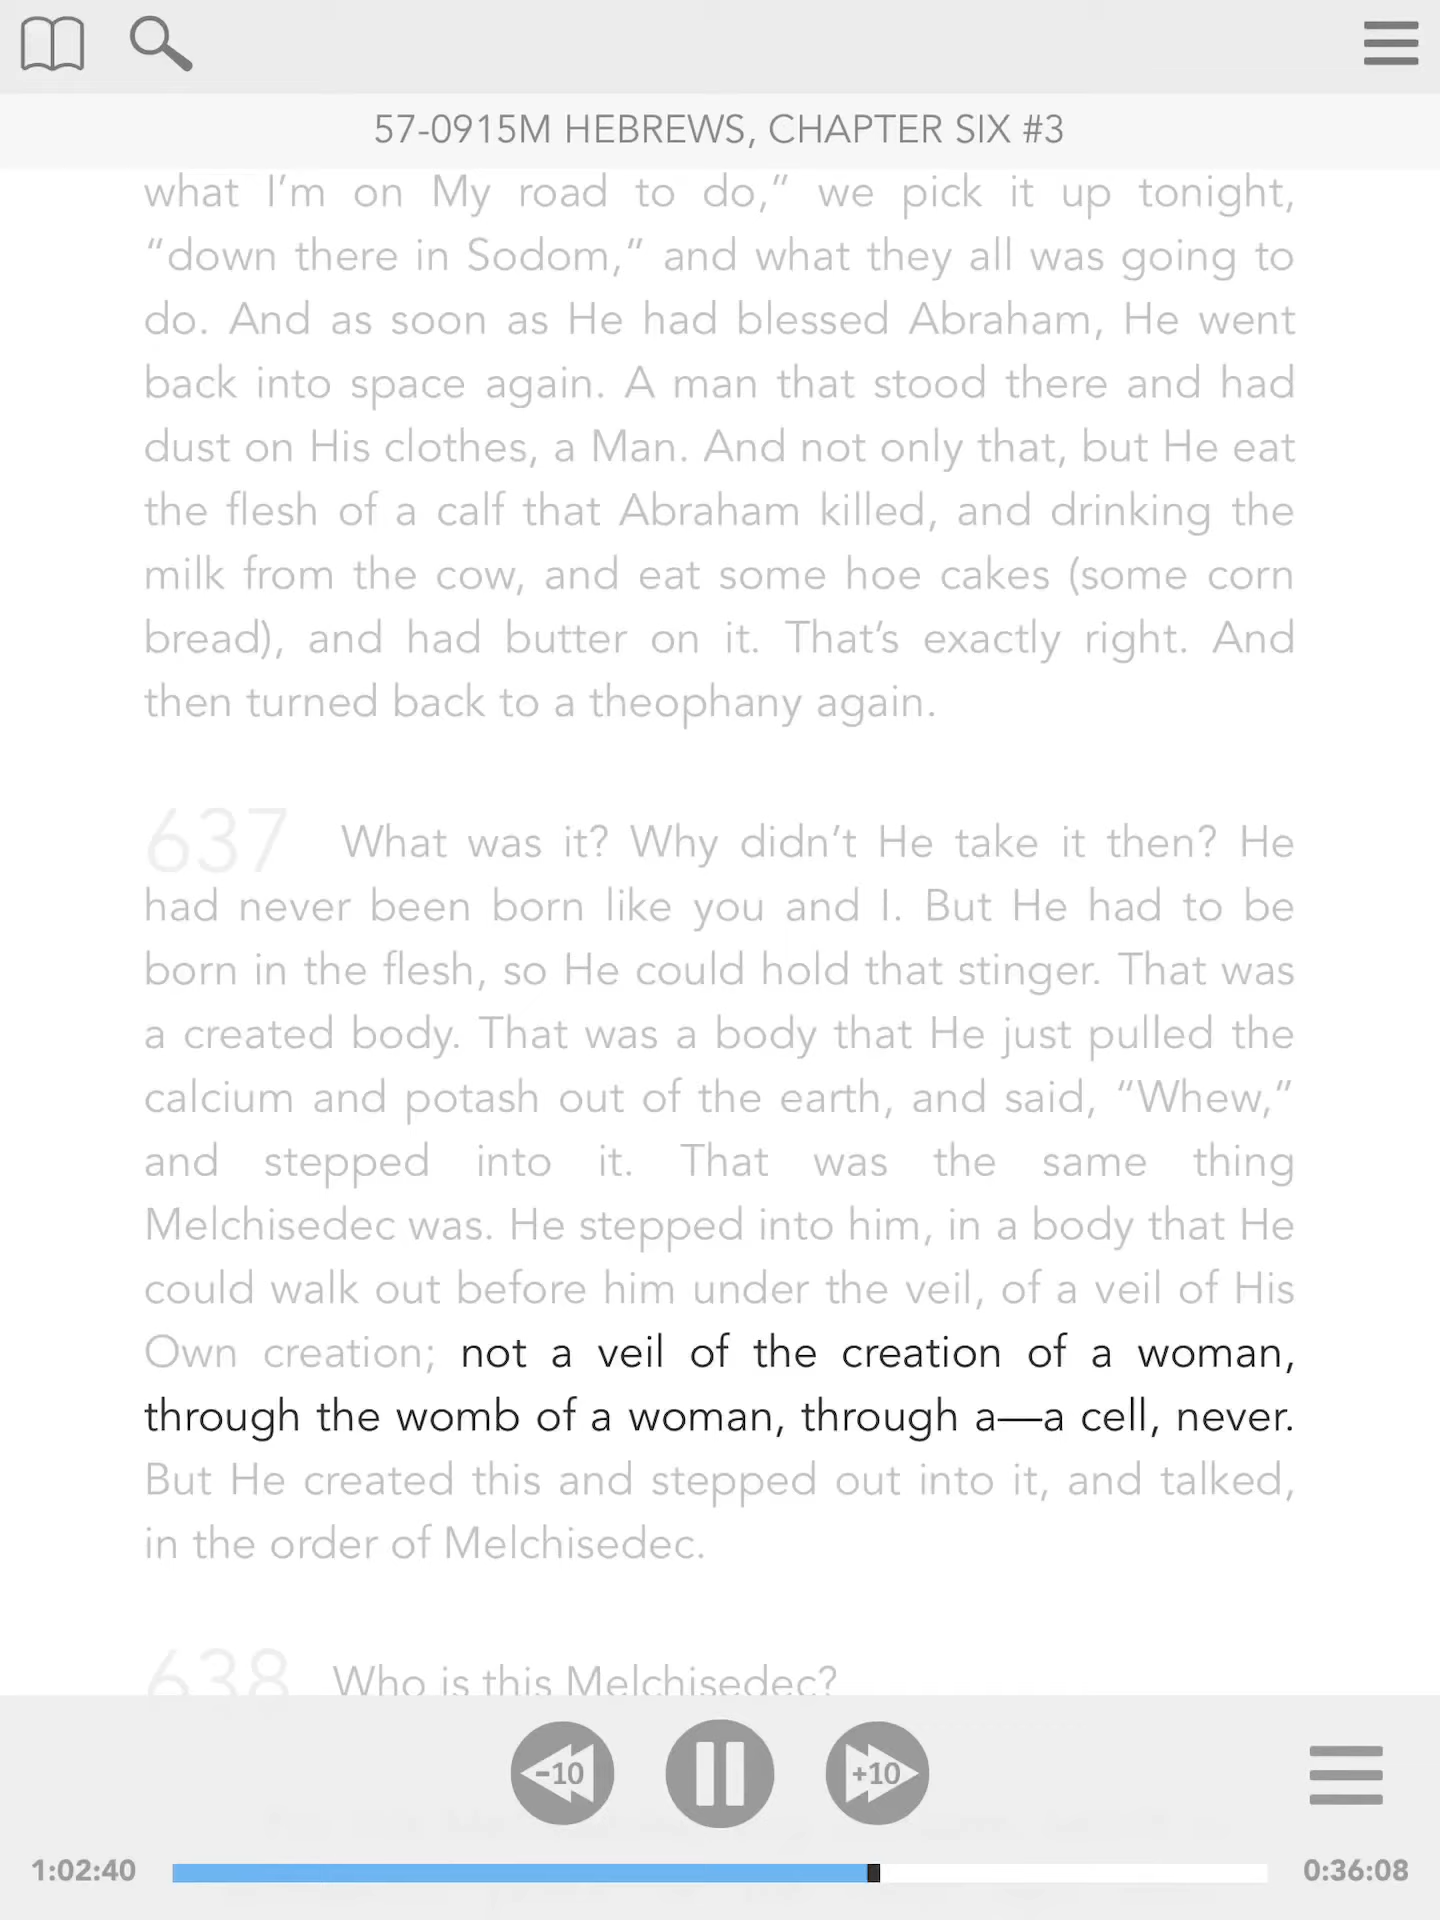 57-0915M HEBREWS, CHAPTER SIX #3
what I’m on My road to do,” we pick it up tonight,
“down there in Sodom,” and what they all was going to
do. And as soon as He had blessed Abraham, He went
back into space again. A man that stood there and had
dust on His clothes, a Man. And not only that, but He eat
the flesh of a calf that Abraham killed, and drinking the
milk from the cow, and eat some hoe cakes (some corn
bread), and had butter on it. That’s exactly right. And
then turned back to a theophany again.
637 What was it? Why didn’t He take it then? He
had never been born like you and I. But He had to be
born in the flesh, so He could hold that stinger. That was
a created body. That was a body that He just pulled the
calcium and potash out of the earth, and said, “Whew,”
and stepped into it. That was the same thing
Melchisedec was. He stepped into him, in a body that He
could walk out before him under the veil, of a veil of His
Own creation; not a veil of the creation of a woman,
through the womb of a woman, through a—a cell, never.
But He created this and stepped out into it, and talked,
in the order of Melchisedec.
638 Who is this Melchisedec?
-10 +10
1:02:40 0:36:08